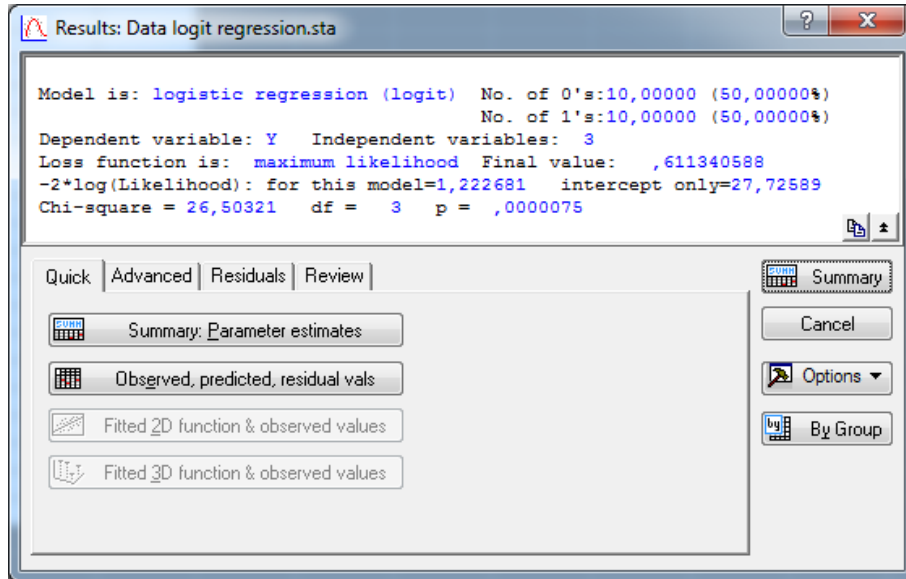 Results: Data logit regression.sta
Model is: logistic regression (logit) No. of 0's:10,00000 (50,00000%)
No. of 1's:10,00000 (50,00000%)
Dependent variable: Y Independent variables: 3
Loss function is: maximum likelihood Final value: ,611340588
-2*log(Likelihood): for this model=1,222681 intercept only=27,72589
Chi-square = 26,50321 df = 3 p = ,0000075
Quick Advanced Residuals Review
Summary: Parameter estimates
Observed, predicted, residual vals
Fitted 2D function & observed values
Fitted 3D function & observed values
SUMM Summary
Cancel
Options
By Group